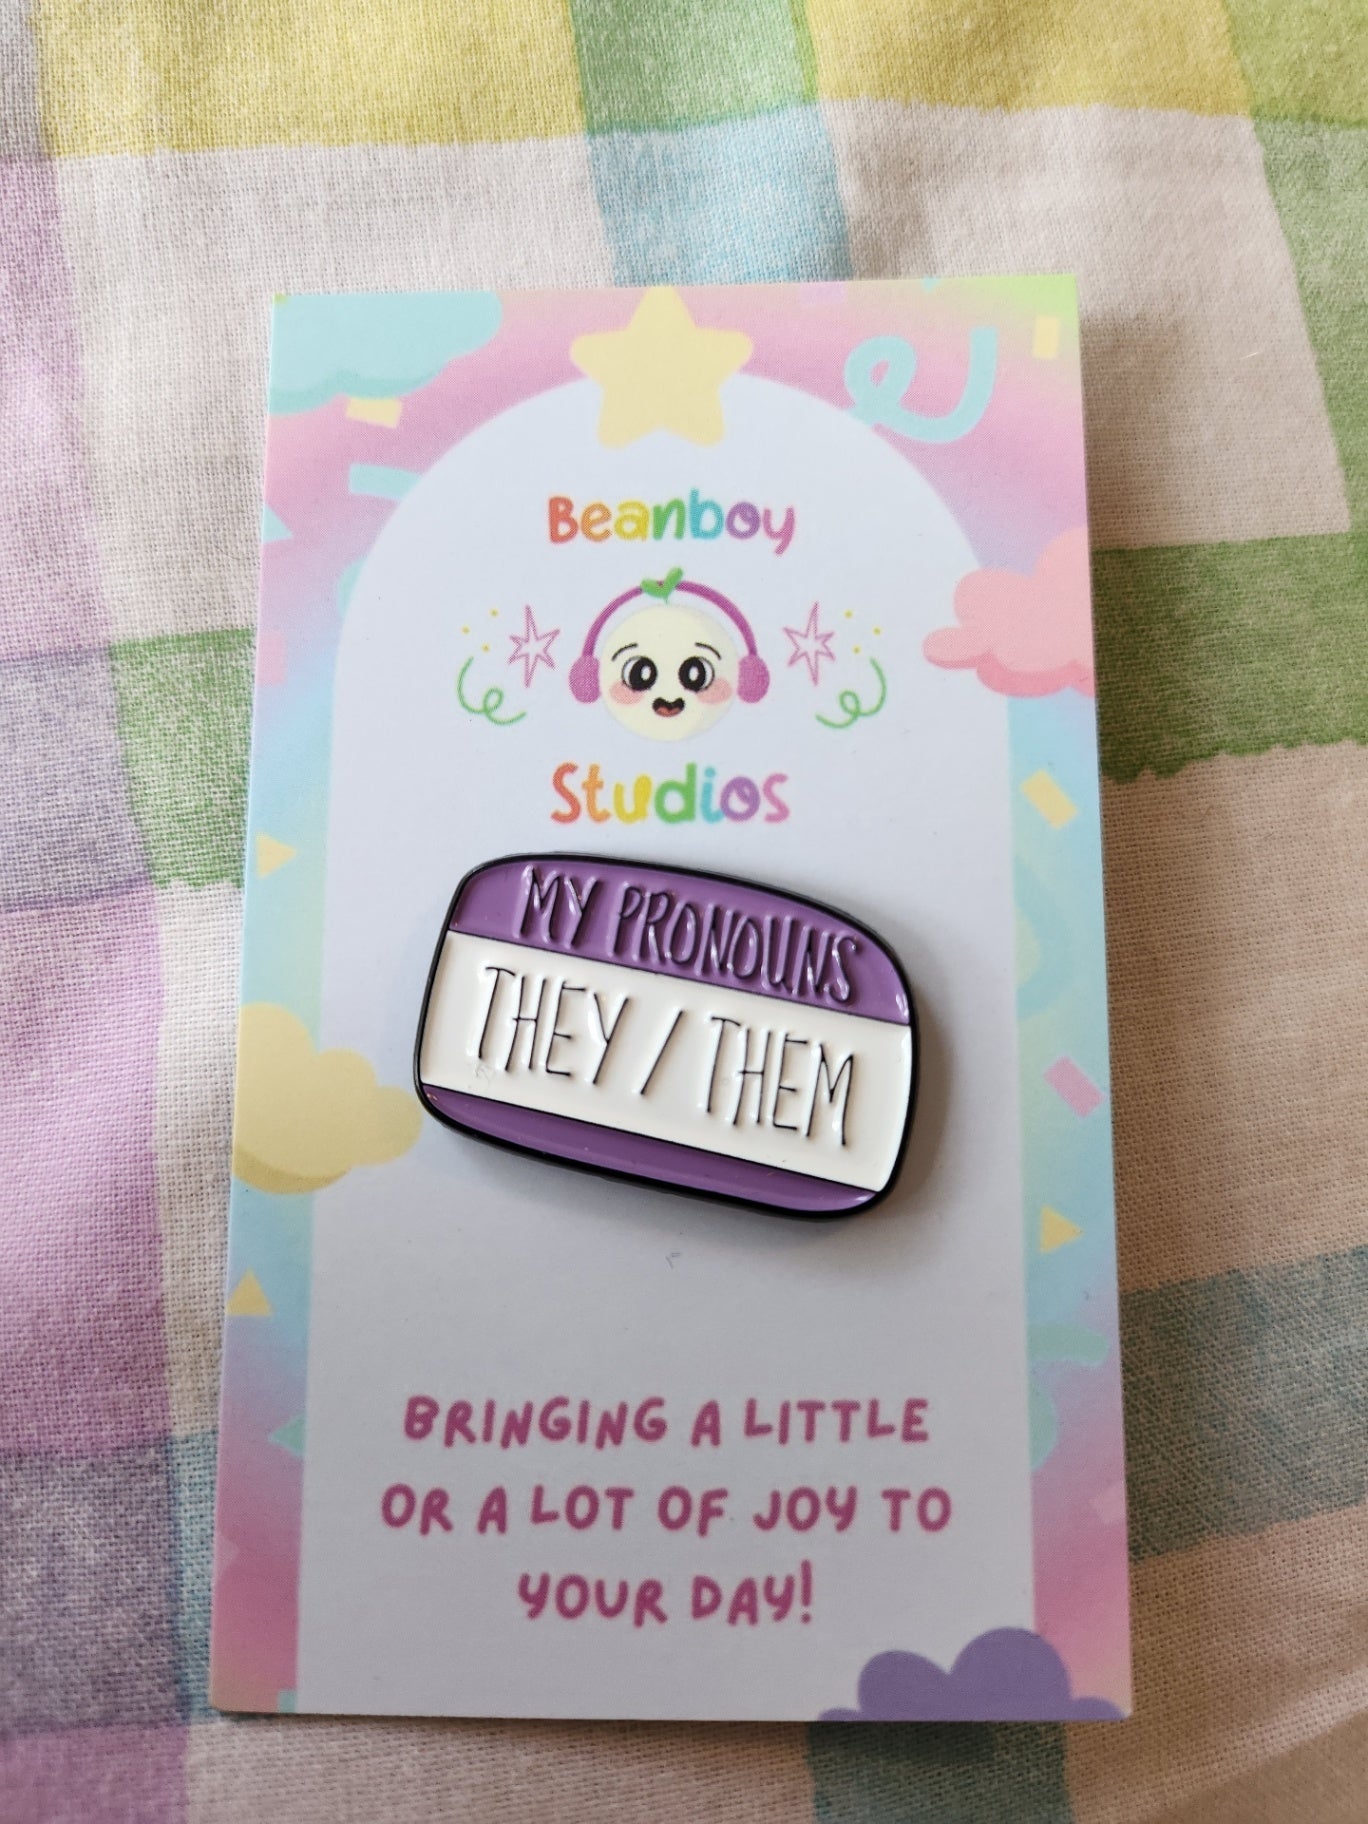 Beanboy
Studios
MY PRONOUNS
THEY / THEM
BRINGING A LITTLE
OR A LOT OF JOY TO
YOUR DAY!